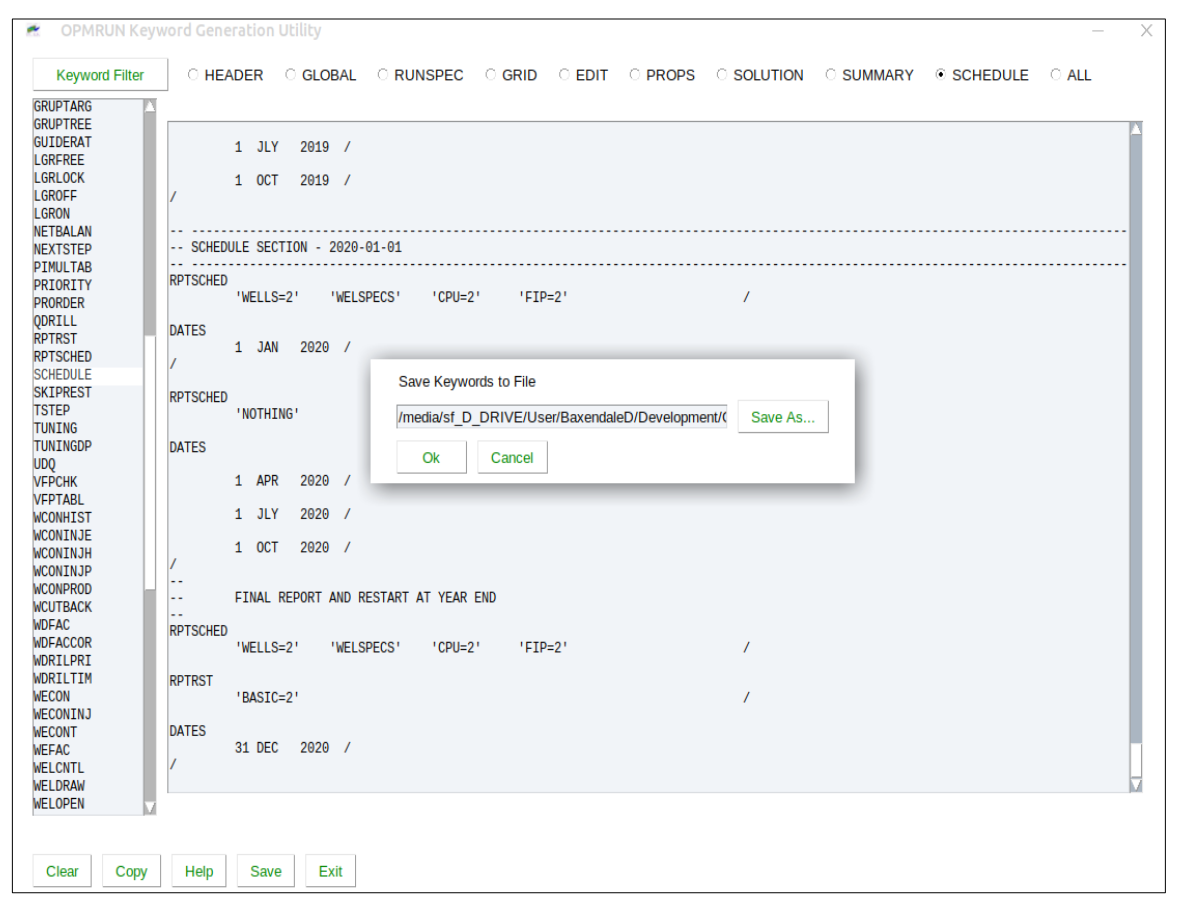 OPMRUN Keyword Generation Utility
Keyword Filter
HEADER GLOBAL RUNSPEC GRID EDIT PROPS SOLUTION SUMMARY SCHEDULE ALL
GRUPTARG
GRUPTREE
GUIDERAT
LGRFREE
LGRLOCK
LGROFF
LGRON
NETBALAN
NEXTSTEP
PIMULTAB
PRIORITY
PRORDER
QDRILL
RPTRST
RPTSCHED
SCHEDULE
SKIPREST
TSTEP
TUNING
TUNINGDP
UDQ
VFPCHK
VFPTABL
WCONHIST
WCONINJE
WCONINJH
WCONINJP
WCONPROD
WCUTBACK
WDFAC
WDFACCOR
WDRILPRI
WDRILTIM
WECON
WECONINJ
WECONT
WEFAC
WELCNTL
WELDRAW
WELOPEN
1 JLY 2019 /
1 OCT 2019 /
/
-- --------------------------------------------------------------------------------------------------------------------------------
-- SCHEDULE SECTION - 2020-01-01
-- --------------------------------------------------------------------------------------------------------------------------------
RPTSCHED
'WELLS=2' 'WELSPECS' 'CPU=2' 'FIP=2' /
DATES
1 JAN 2020 /
/
RPTSCHED
'NOTHING'
DATES
1 APR 2020 /
1 JLY 2020 /
1 OCT 2020 /
/
--
-- FINAL REPORT AND RESTART AT YEAR END
--
RPTSCHED
'WELLS=2' 'WELSPECS' 'CPU=2' 'FIP=2' /
RPTRST
'BASIC=2' /
DATES
31 DEC 2020 /
/
Save Keywords to File
/media/sf_D_DRIVE/User/BaxendaleD/Development/
Save As...
Ok Cancel
Clear Copy Help Save Exit